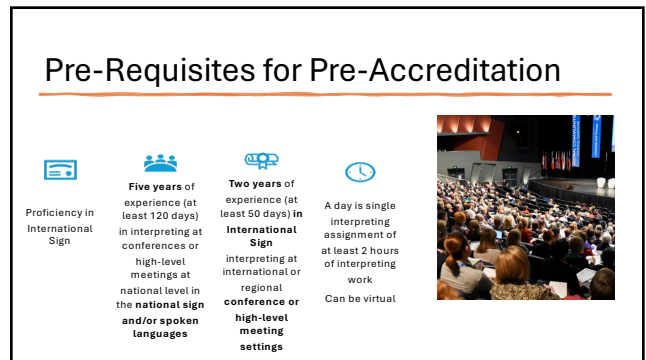 Pre-Requisites for Pre-Accreditation
Proficiency in
International
Sign
Five years of
experience (at
least 120 days)
in interpreting at
conferences or
high-level
meetings at
national level in
the national sign
and/or spoken
languages
Two years of
experience (at
least 50 days) in
International
Sign
interpreting at
international or
regional
conference or
high-level
meeting
settings
A day is single
interpreting
assignment of
at least 2 hours
of interpreting
work
Can be virtual